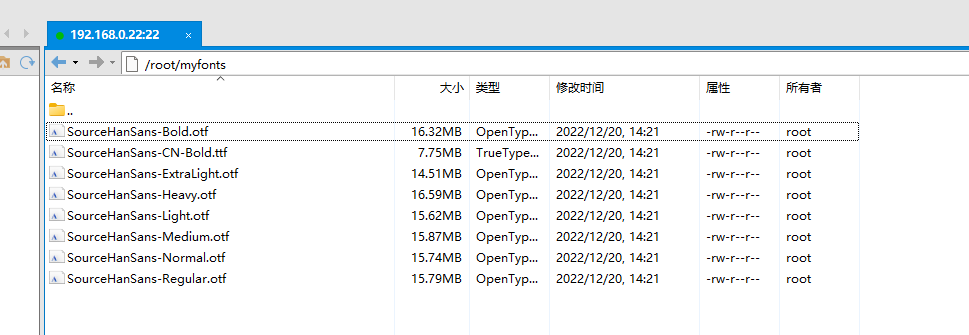 192.168.0.22:22 ×
/root/myfonts
名称 大小 类型 修改时间 属性 所有者
..
SourceHanSans-Bold.otf 16.32MB OpenTyp... 2022/12/20, 14:21 -rw-r--r-- root
SourceHanSans-CN-Bold.ttf 7.75MB TrueType... 2022/12/20, 14:21 -rw-r--r-- root
SourceHanSans-ExtraLight.otf 14.51MB OpenTyp... 2022/12/20, 14:21 -rw-r--r-- root
SourceHanSans-Heavy.otf 16.59MB OpenTyp... 2022/12/20, 14:21 -rw-r--r-- root
SourceHanSans-Light.otf 15.62MB OpenTyp... 2022/12/20, 14:21 -rw-r--r-- root
SourceHanSans-Medium.otf 15.87MB OpenTyp... 2022/12/20, 14:21 -rw-r--r-- root
SourceHanSans-Normal.otf 15.74MB OpenTyp... 2022/12/20, 14:21 -rw-r--r-- root
SourceHanSans-Regular.otf 15.79MB OpenTyp... 2022/12/20, 14:21 -rw-r--r-- root